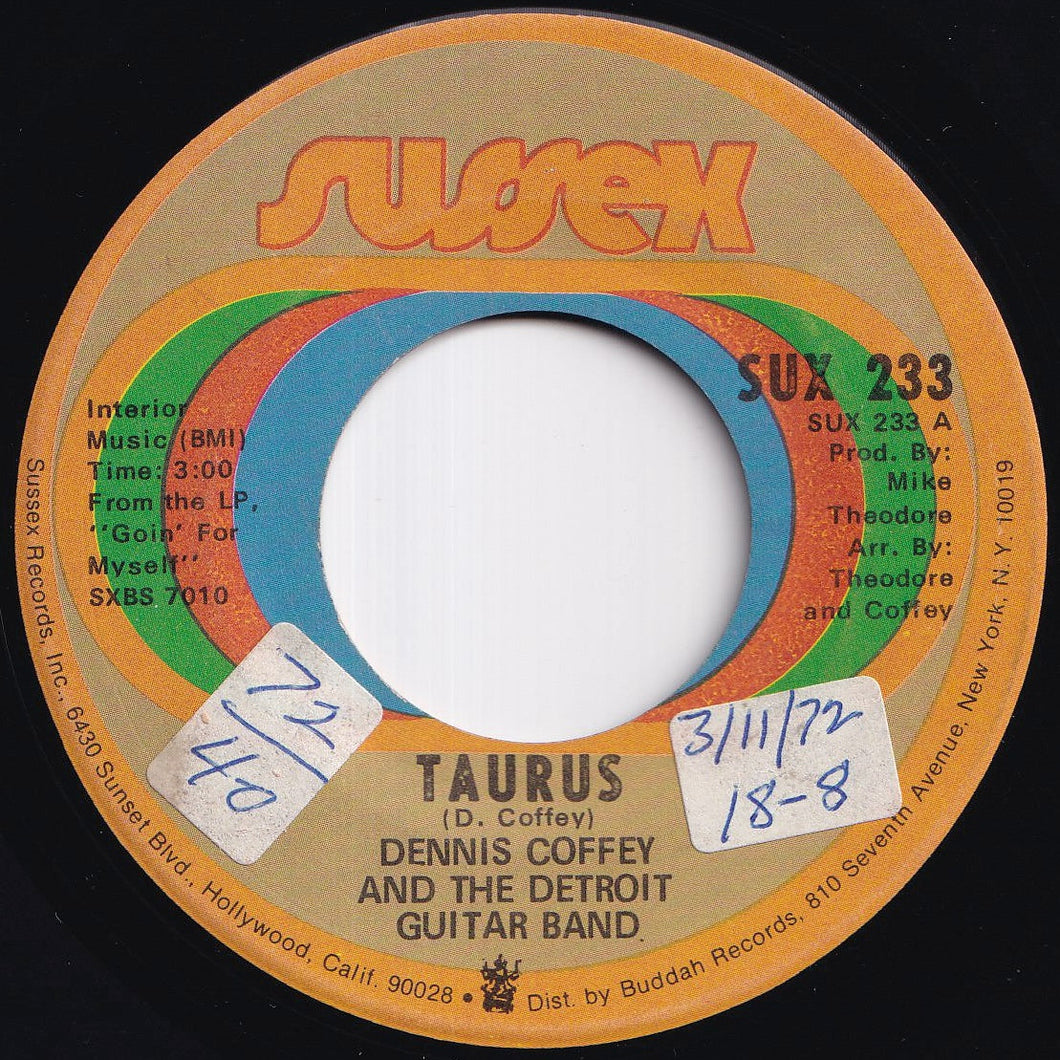 sussex
SUX 233
SUX 233 A
Prod. By:
Mike
Theodore
Arr. By:
Theodore
and Coffey
Interior
Music (BMI)
Time: 3:00
From the LP,
"Goin' For
Myself"
SXBS 7010
72/40
3/11/72
18-8
TAURUS
(D. Coffey)
DENNIS COFFEY
AND THE DETROIT
GUITAR BAND
Sussex Records, Inc., 6430 Sunset Blvd., Hollywood, Calif. 90028 • Dist. by Buddah Records, 810 Seventh Avenue, New York, N.Y. 10019